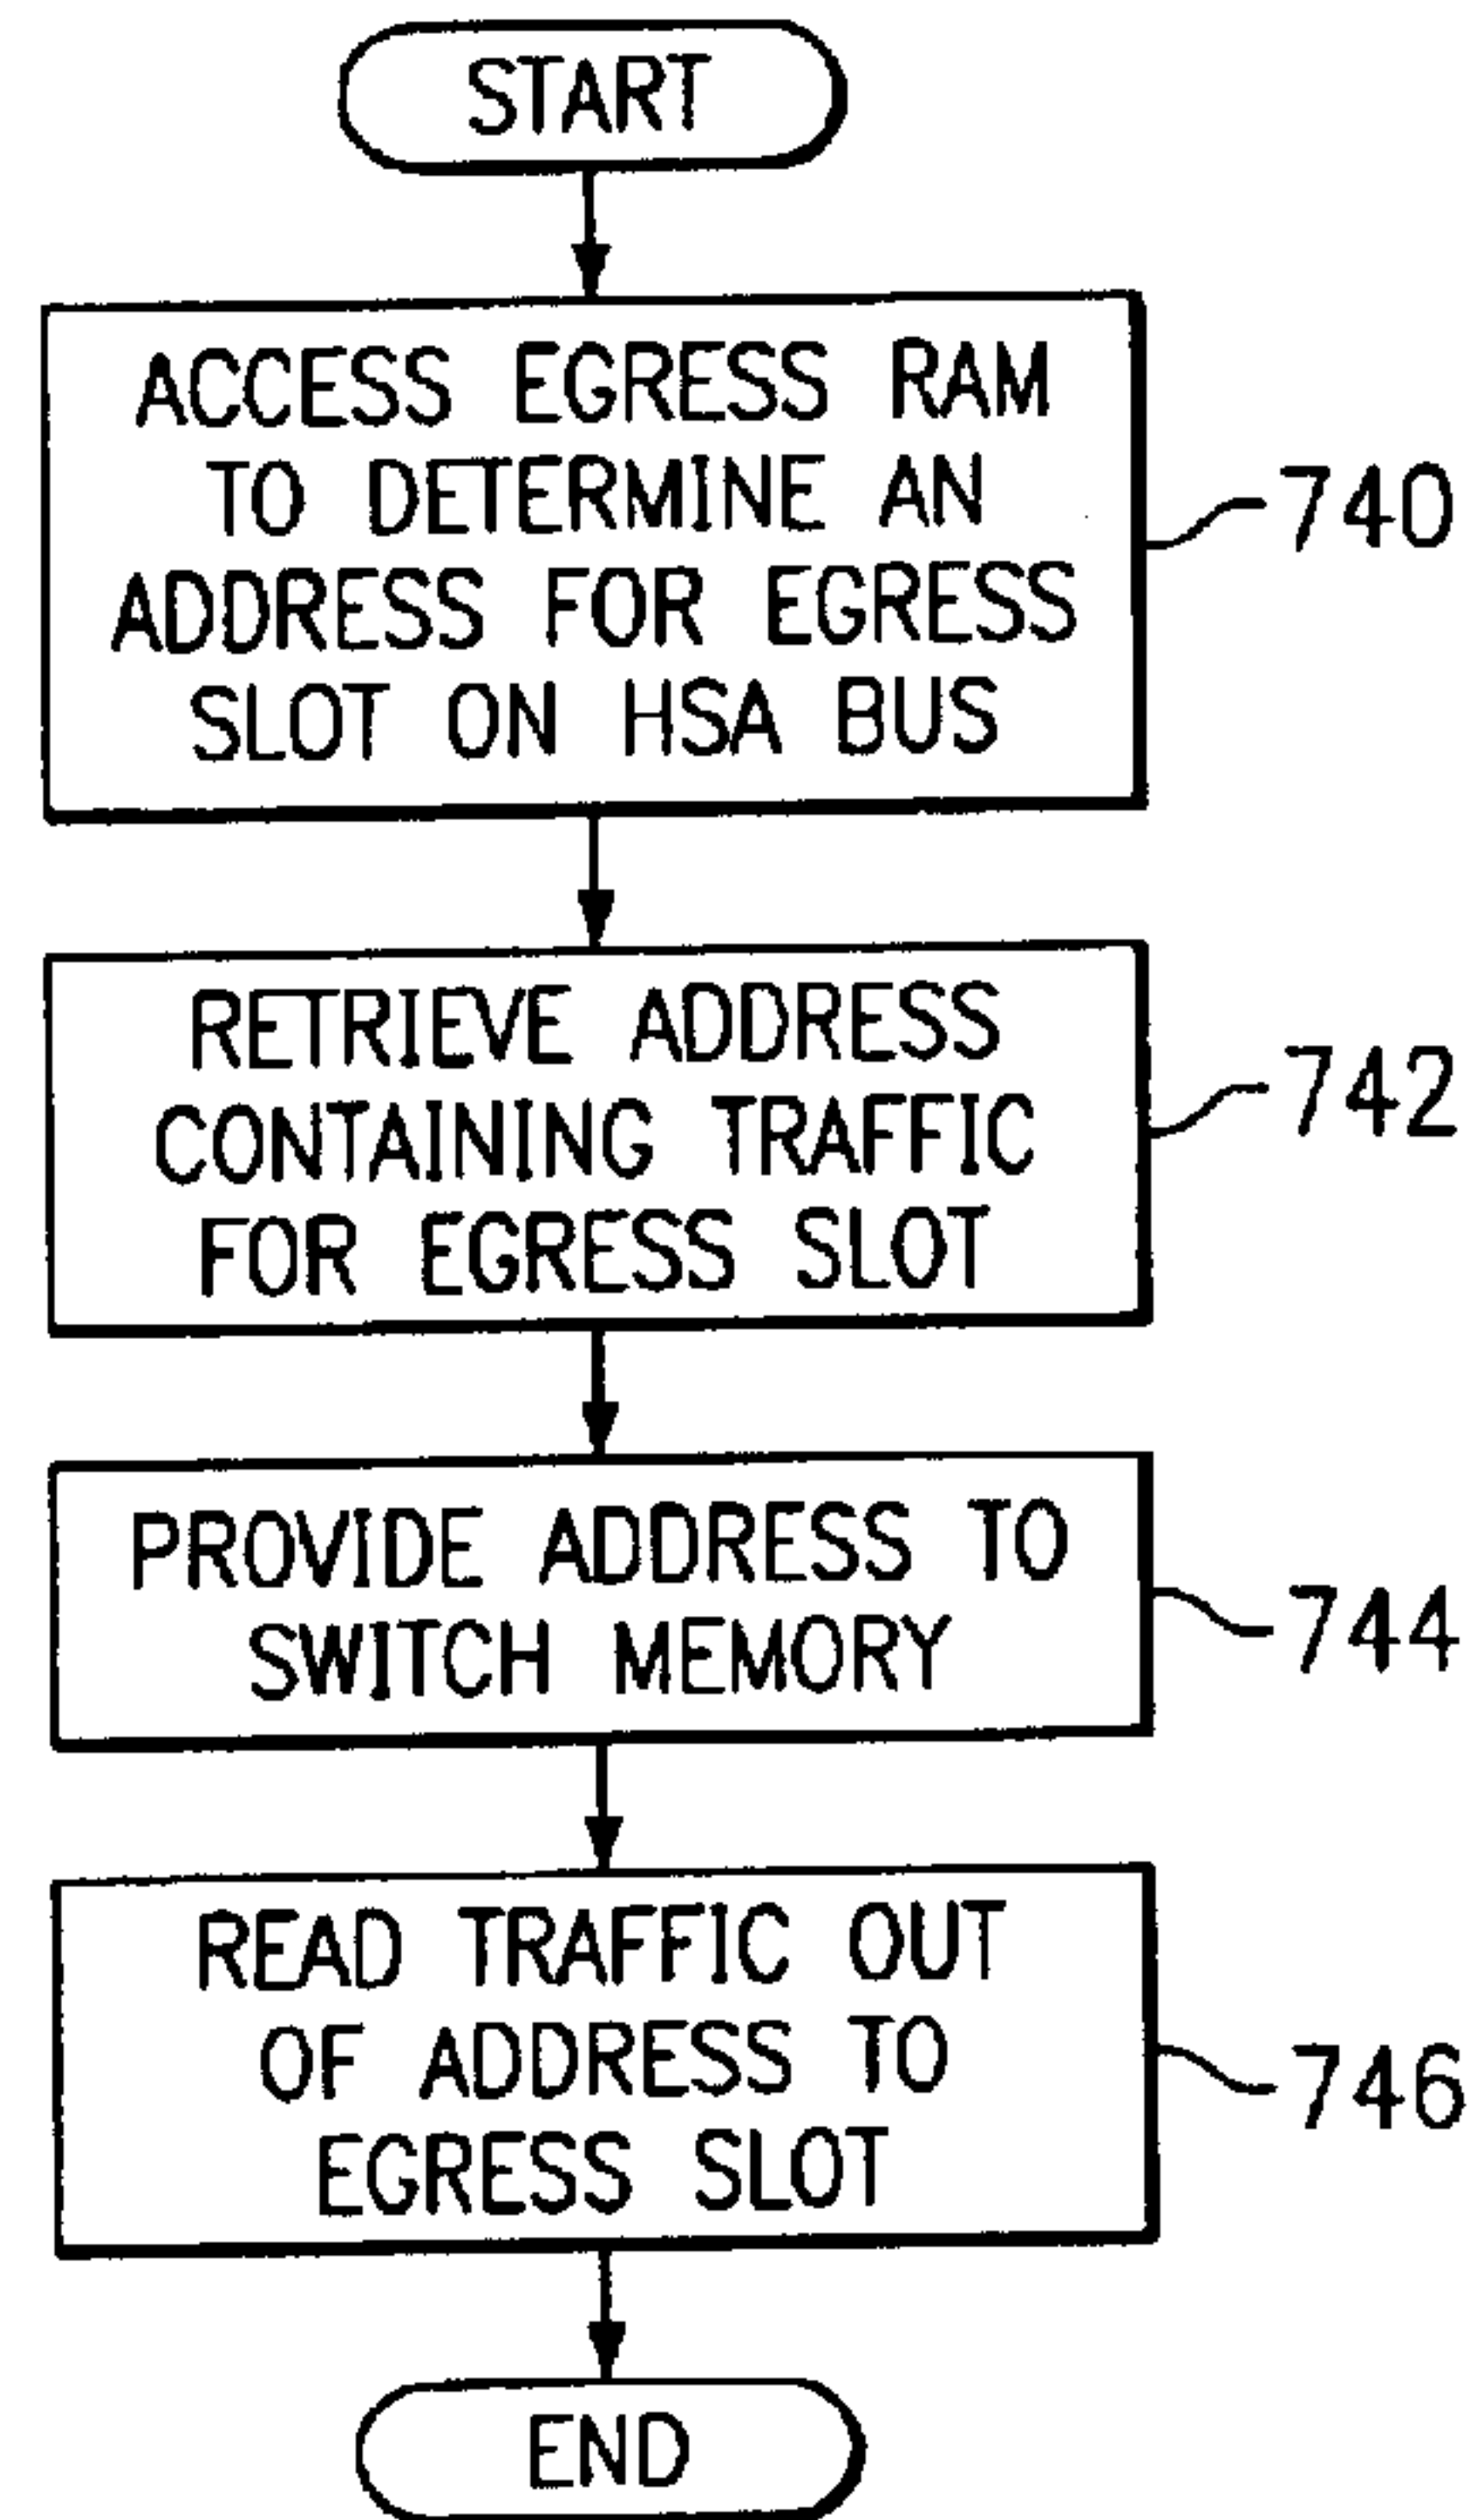 START
ACCESS EGRESS RAM
TO DETERMINE AN
ADDRESS FOR EGRESS
SLOT ON HSA BUS
740
RETRIEVE ADDRESS
CONTAINING TRAFFIC
FOR EGRESS SLOT
742
PROVIDE ADDRESS TO
SWITCH MEMORY
744
READ TRAFFIC OUT
OF ADDRESS TO
EGRESS SLOT
746
END